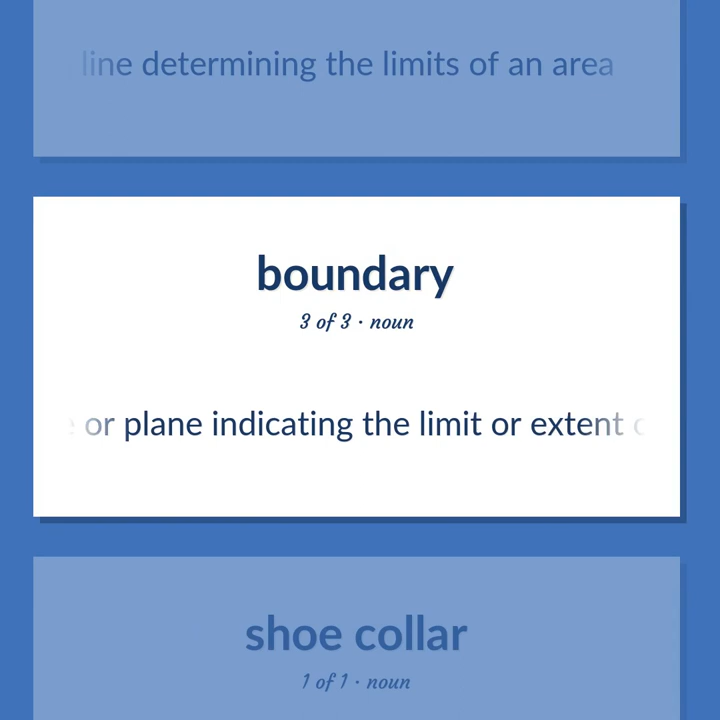 line determining the limits of an area
boundary
3 of 3 · noun
or plane indicating the limit or extent
shoe collar
1 of 1 · noun